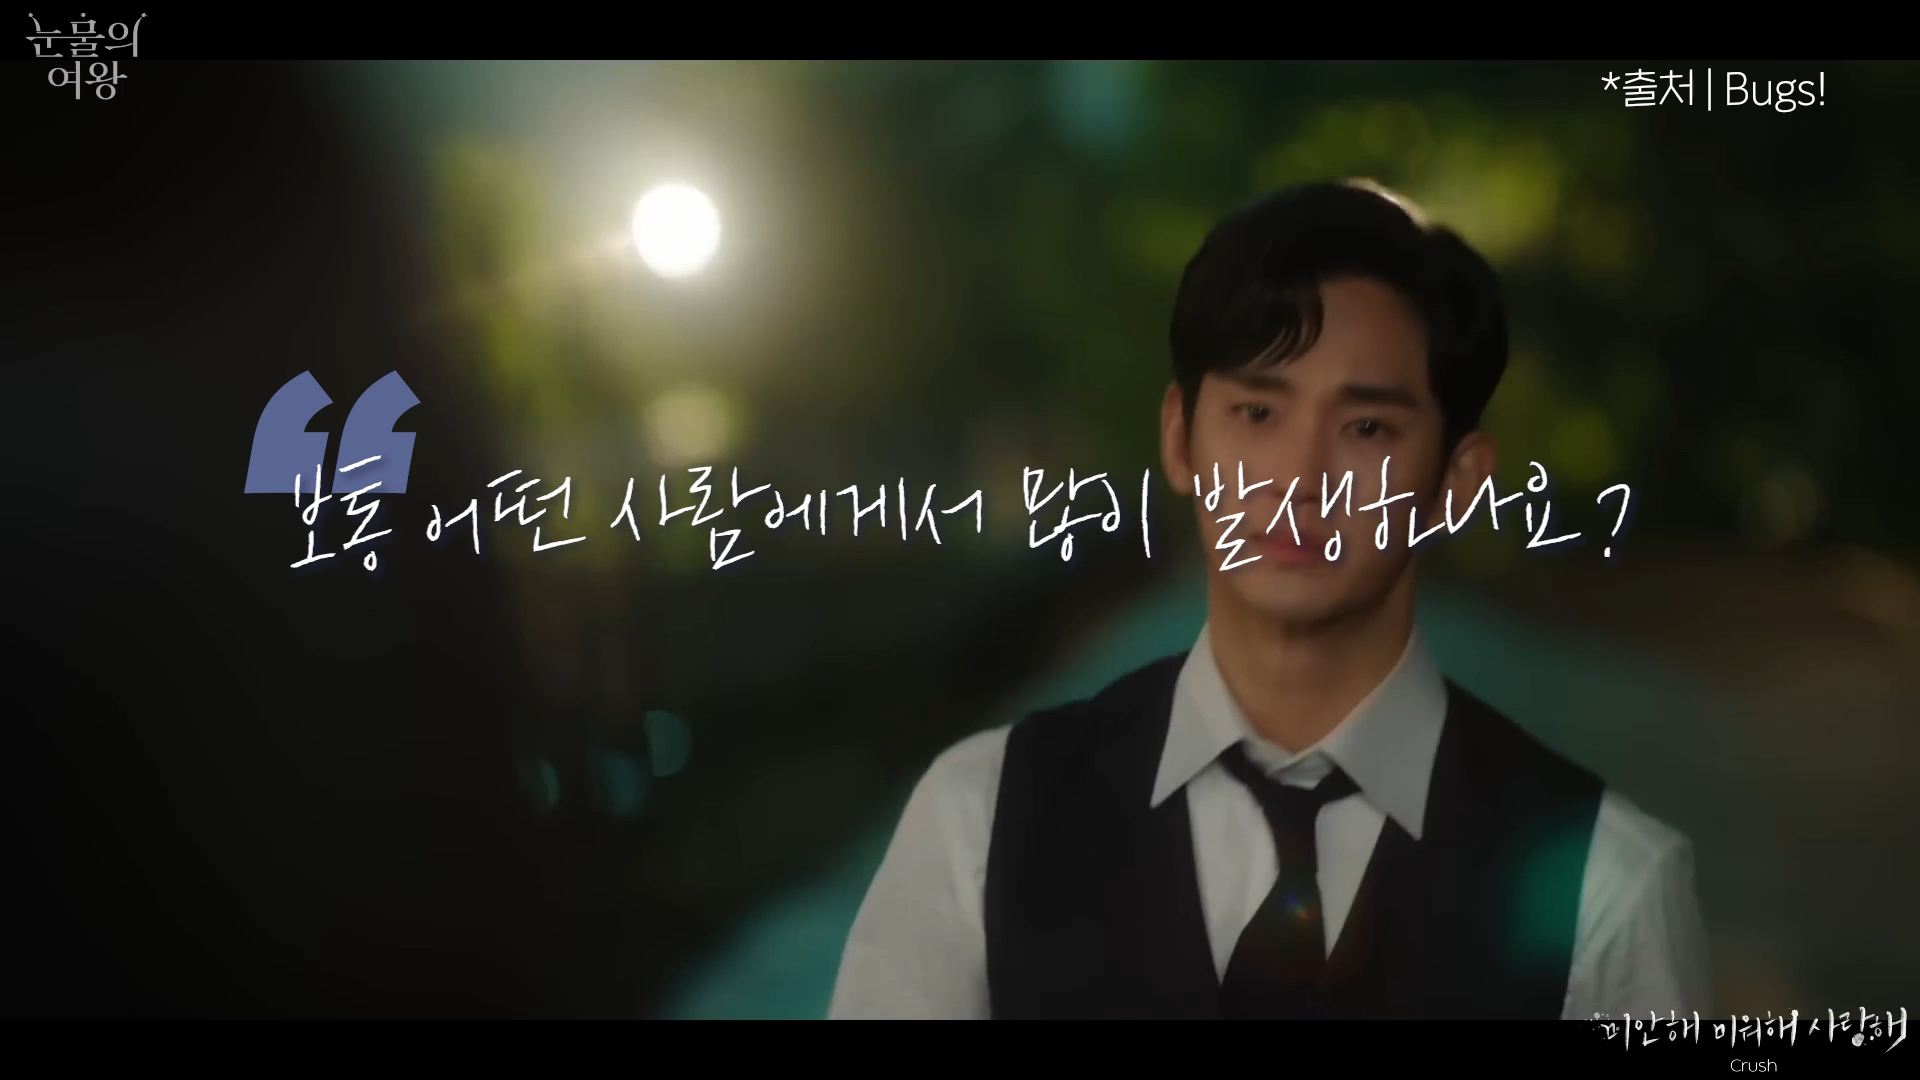 눈물의
여왕
*출처 | Bugs!
보통 어떤 사람에게서 많이 발생하나요?
미안해 미워해 사랑해
Crush